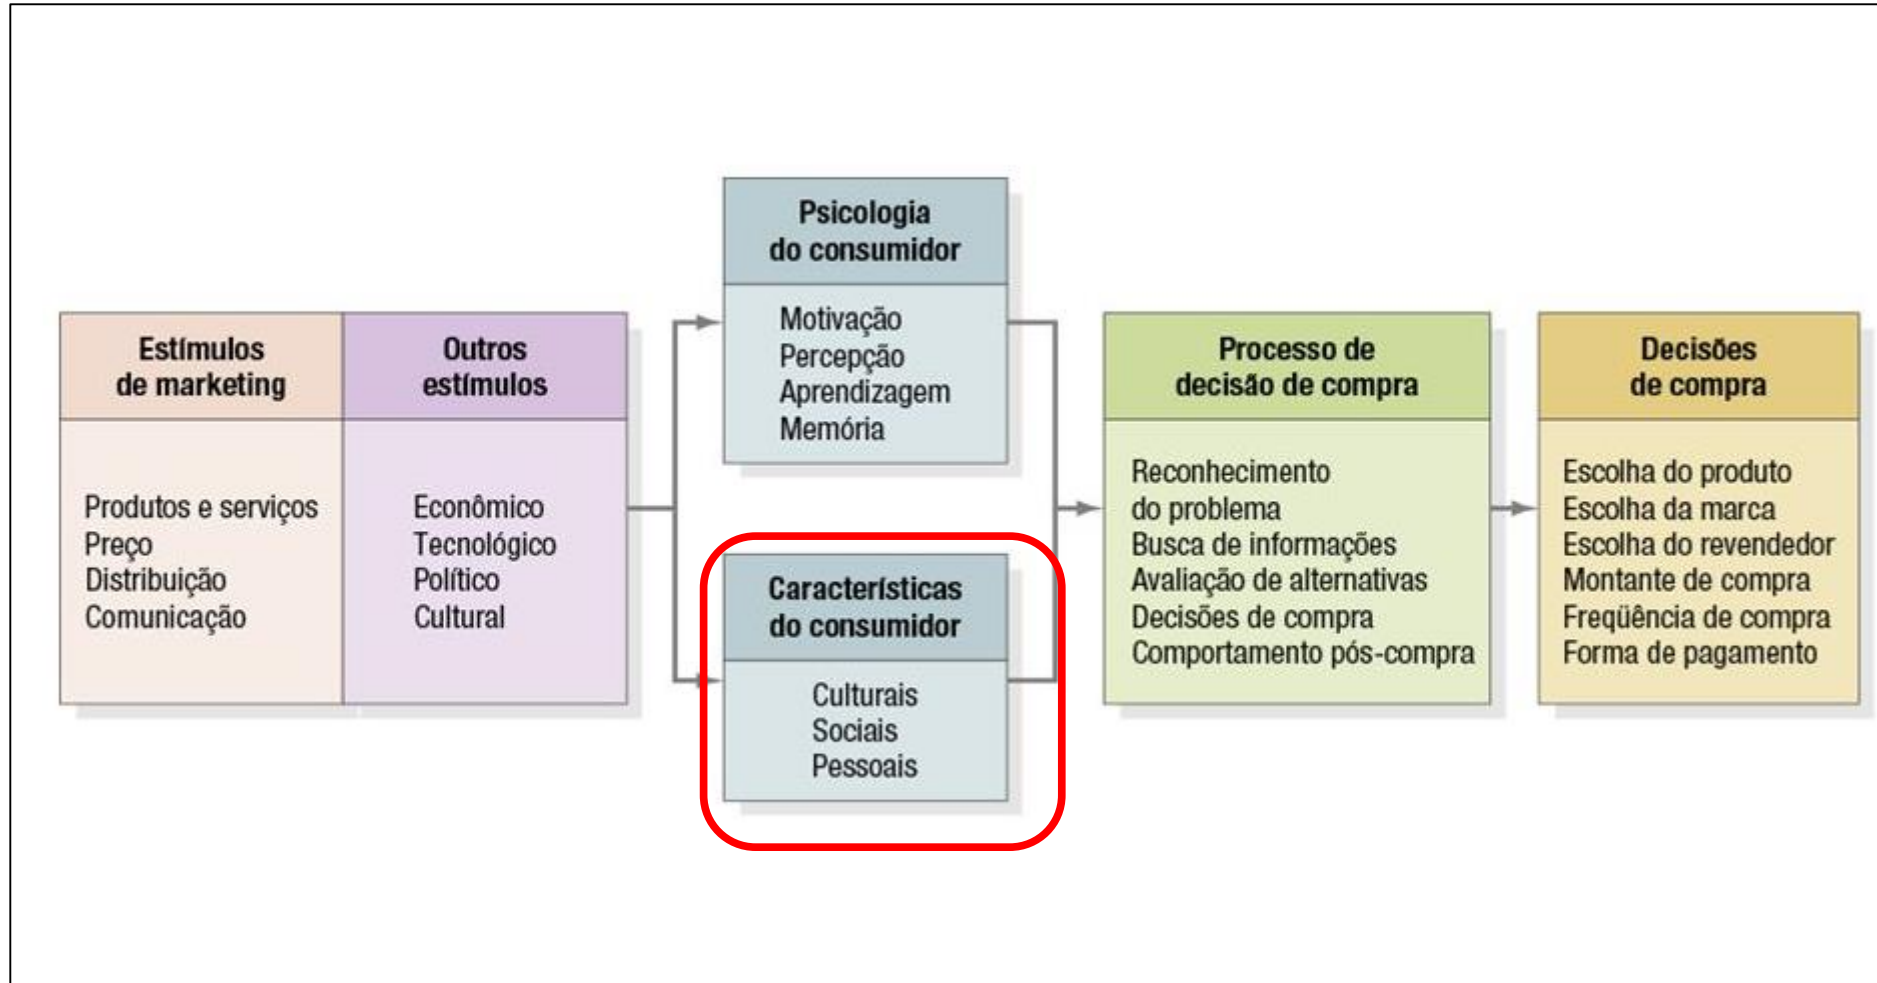 Estímulos
de marketing
Produtos e serviços
Preço
Distribuição
Comunicação
Outros
estímulos
Econômico
Tecnológico
Político
Cultural
Psicologia
do consumidor
Motivação
Percepção
Aprendizagem
Memória
Características
do consumidor
Culturais
Sociais
Pessoais
Processo de
decisão de compra
Reconhecimento
do problema
Busca de informações
Avaliação de alternativas
Decisões de compra
Comportamento pós-compra
Decisões
de compra
Escolha do produto
Escolha da marca
Escolha do revendedor
Montante de compra
Freqüência de compra
Forma de pagamento